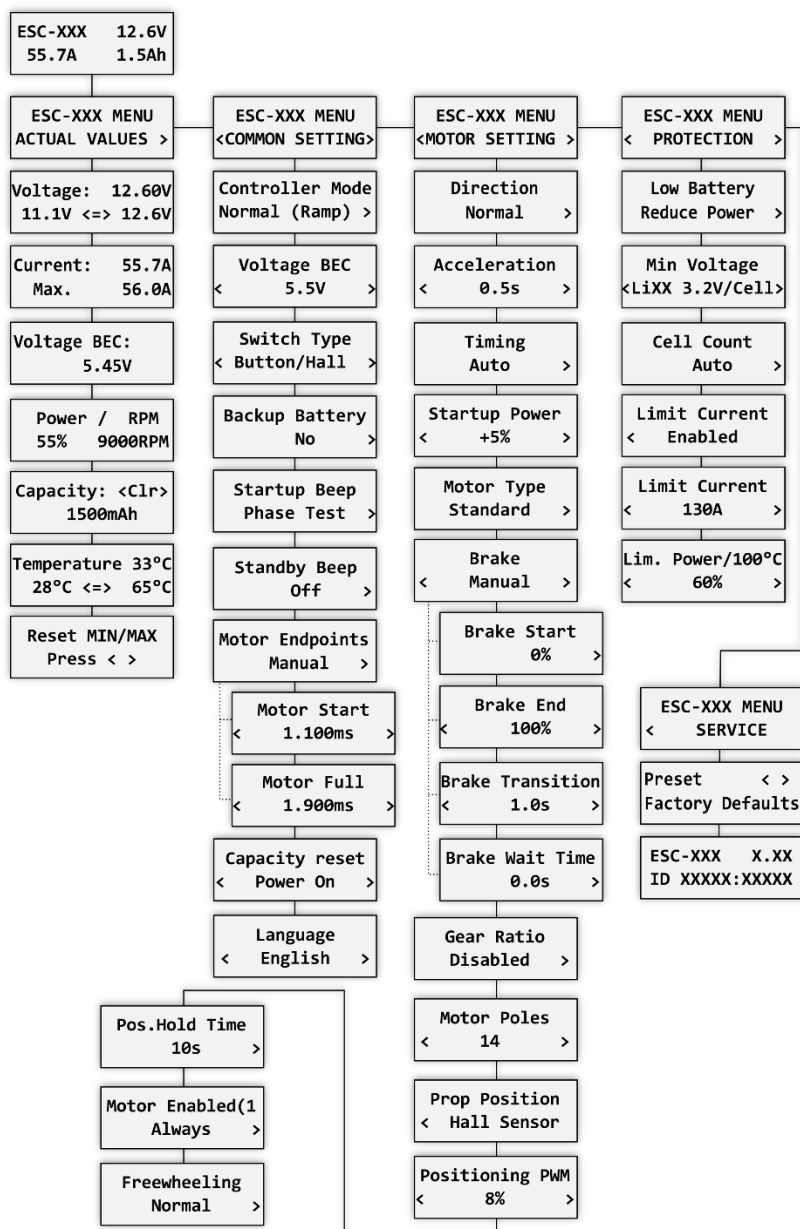 ESC-XXX 12.6V
55.7A 1.5Ah
ESC-XXX MENU
ACTUAL VALUES >
Voltage: 12.60V
11.1V <=> 12.6V
Current: 55.7A
Max. 56.0A
Voltage BEC:
5.45V
Power / RPM
55% 9000RPM
Capacity: <Clr>
1500mAh
Temperature 33°C
28°C <=> 65°C
Reset MIN/MAX
Press < >
ESC-XXX MENU
<COMMON SETTING>
Controller Mode
Normal (Ramp) >
Voltage BEC
< 5.5V >
Switch Type
< Button/Hall >
Backup Battery
No >
Startup Beep
Phase Test >
Standby Beep
Off >
Motor Endpoints
Manual >
Motor Start
< 1.100ms >
Motor Full
< 1.900ms >
Capacity reset
< Power On >
Language
< English >
ESC-XXX MENU
<MOTOR SETTING >
Direction
Normal >
Acceleration
< 0.5s >
Timing
Auto >
Startup Power
< +5% >
Motor Type
Standard >
Brake
< Manual >
Brake Start
0% >
Brake End
< 100% >
Brake Transition
< 1.0s >
Brake Wait Time
< 0.0s >
Gear Ratio
Disabled >
Motor Poles
< 14 >
Prop Position
< Hall Sensor
Positioning PWM
< 8% >
Pos.Hold Time
10s >
Motor Enabled(1
Always >
Freewheeling
Normal >
ESC-XXX MENU
< PROTECTION >
Low Battery
Reduce Power >
Min Voltage
<LiXX 3.2V/Cell>
Cell Count
Auto >
Limit Current
< Enabled
Limit Current
< 130A >
Lim. Power/100°C
< 60% >
ESC-XXX MENU
< SERVICE
Preset < >
Factory Defaults
ESC-XXX X.XX
ID XXXXX:XXXXX